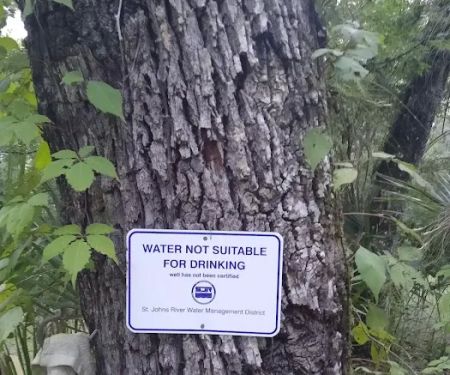 WATER NOT SUITABLE
FOR DRINKING
well has not been certified
St. Johns River Water Management District